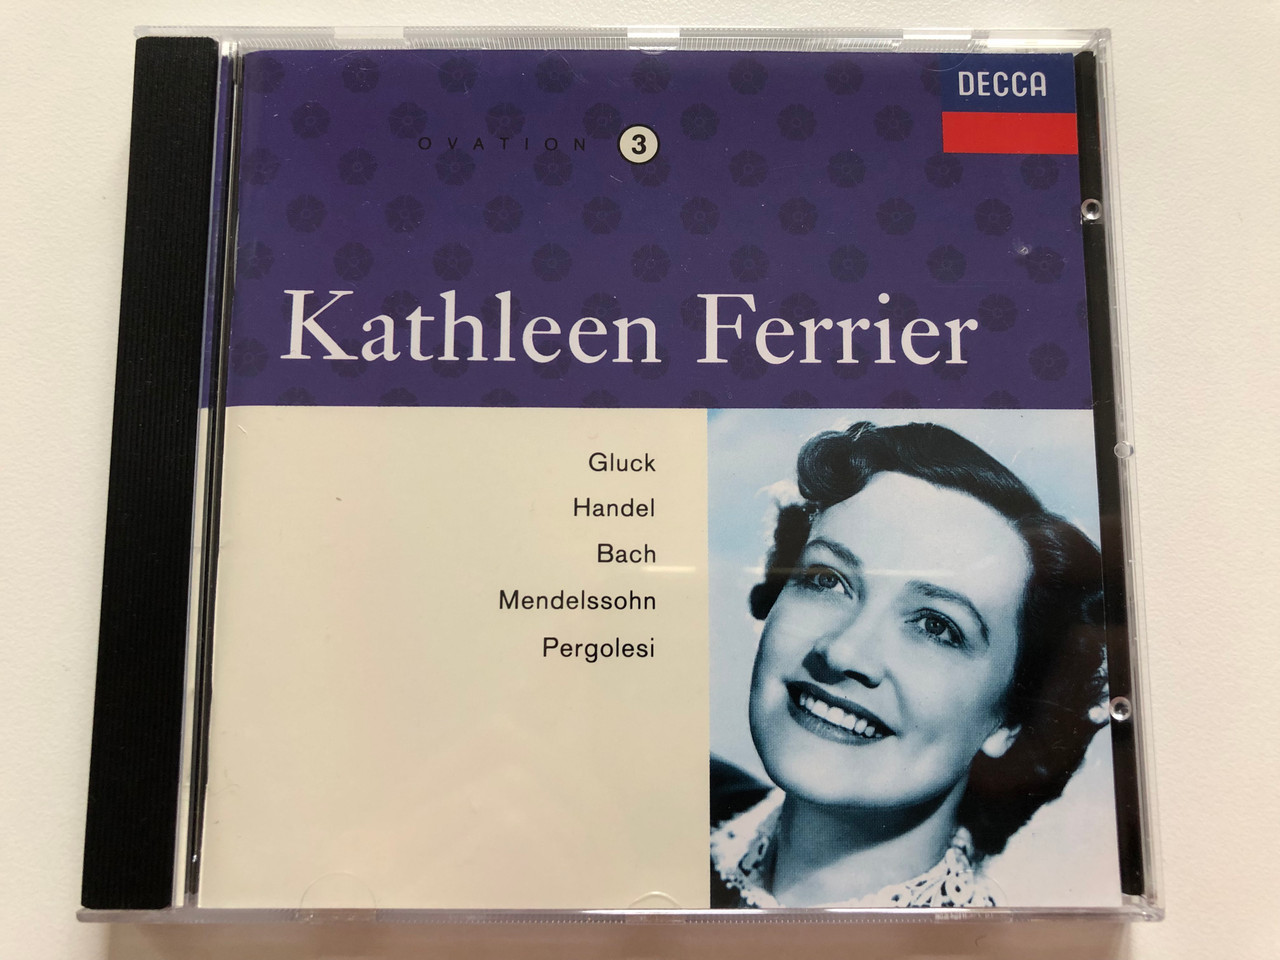 DECCA
OVATION 3
Kathleen Ferrier
Gluck
Handel
Bach
Mendelssohn
Pergolesi